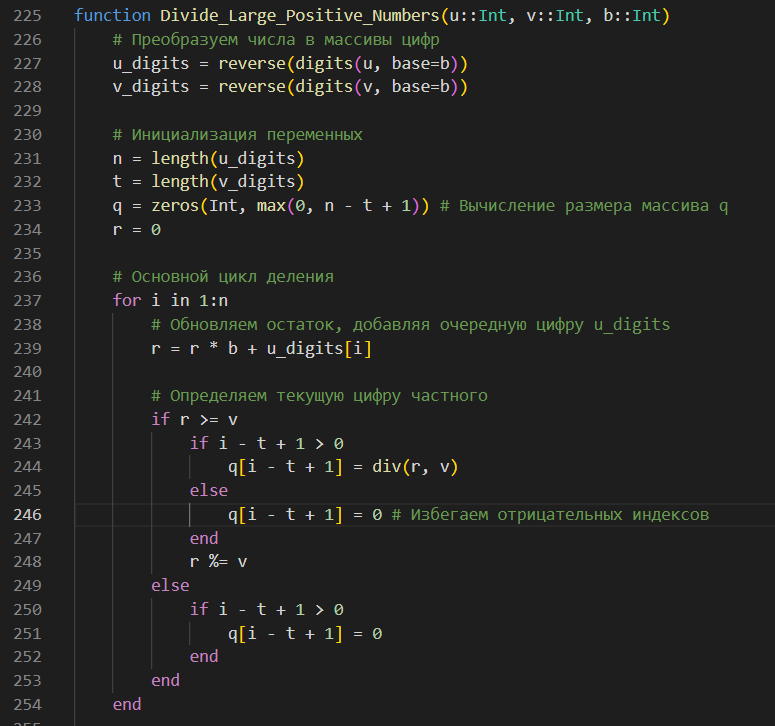 225 function Divide_Large_Positive_Numbers(u::Int, v::Int, b::Int)
226     # Преобразуем числа в массивы цифр
227     u_digits = reverse(digits(u, base=b))
228     v_digits = reverse(digits(v, base=b))
229
230     # Инициализация переменных
231     n = length(u_digits)
232     t = length(v_digits)
233     q = zeros(Int, max(0, n - t + 1)) # Вычисление размера массива q
234     r = 0
235
236     # Основной цикл деления
237     for i in 1:n
238         # Обновляем остаток, добавляя очередную цифру u_digits
239         r = r * b + u_digits[i]
240
241         # Определяем текущую цифру частного
242         if r >= v
243             if i - t + 1 > 0
244                 q[i - t + 1] = div(r, v)
245             else
246                 q[i - t + 1] = 0 # Избегаем отрицательных индексов
247             end
248             r %= v
249         else
250             if i - t + 1 > 0
251                 q[i - t + 1] = 0
252             end
253         end
254     end